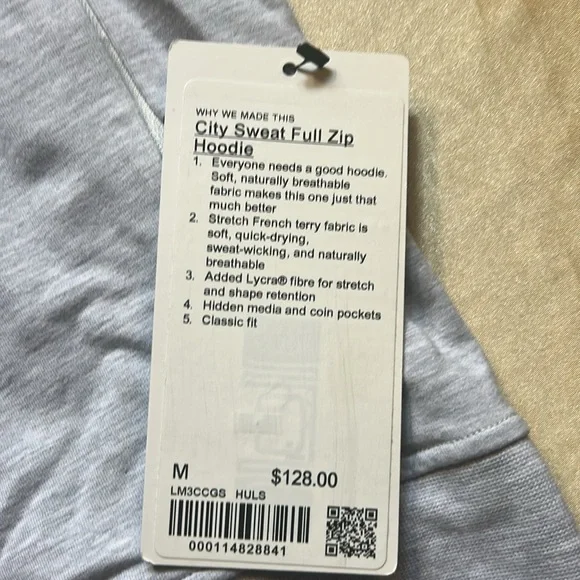 WHY WE MADE THIS
City Sweat Full Zip
Hoodie
1. Everyone needs a good hoodie.
Soft, naturally breathable
fabric makes this one just that
much better
2. Stretch French terry fabric is
soft, quick-drying,
sweat-wicking, and naturally
breathable
3. Added Lycra® fibre for stretch
and shape retention
4. Hidden media and coin pockets
5. Classic fit
M $128.00
LM3CCGS HULS
000114828841